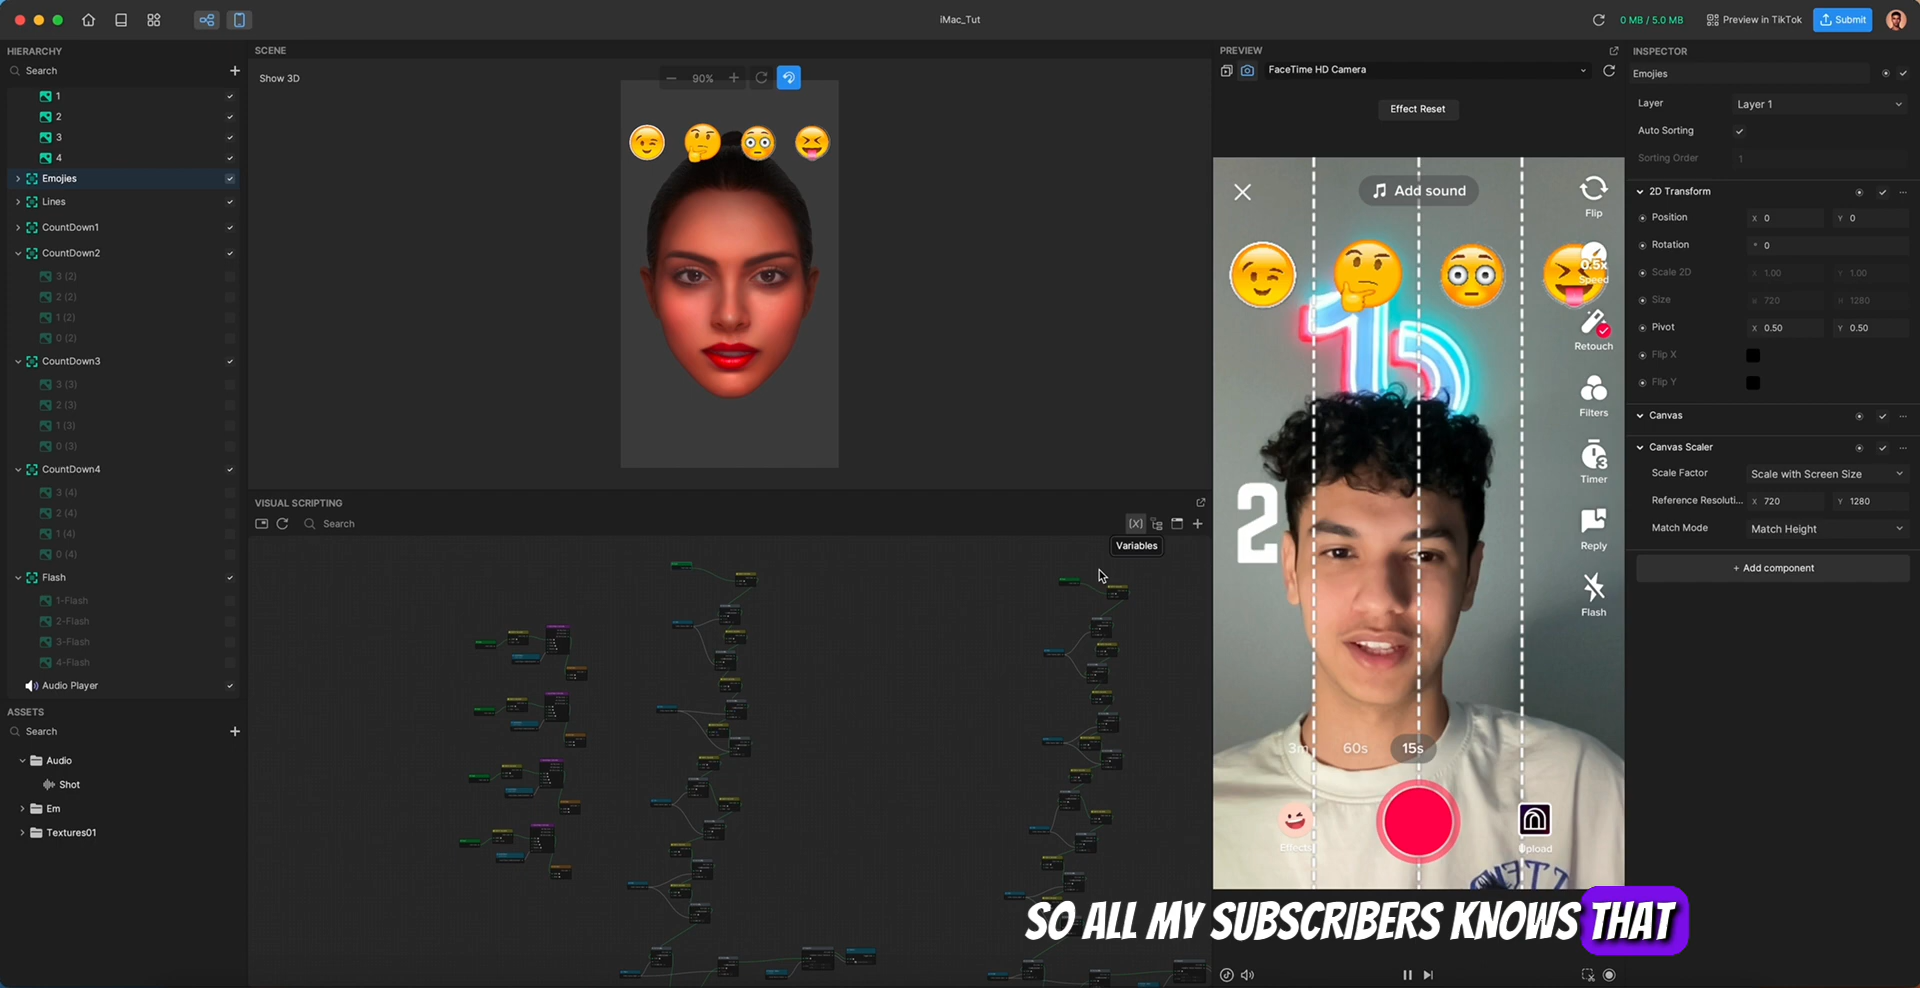 iMac_Tut
0 MB / 5.0 MB
Preview in TikTok
Submit
HIERARCHY
Search
1
2
3
4
Emojies
Lines
CountDown1
CountDown2
3 (2)
2 (2)
1 (2)
0 (2)
CountDown3
3 (3)
2 (3)
1 (3)
0 (3)
CountDown4
3 (4)
2 (4)
1 (4)
0 (4)
Flash
1-Flash
2-Flash
3-Flash
4-Flash
Audio Player
ASSETS
Search
Audio
Shot
Em
Textures01
SCENE
Show 3D
90%
VISUAL SCRIPTING
Search
(X)
Variables
PREVIEW
FaceTime HD Camera
Effect Reset
Add sound
Flip
0.5x
Speed
Retouch
Filters
3
Timer
Reply
Flash
15
2
3m
60s
15s
Effects
Upload
SO ALL MY SUBSCRIBERS KNOWS THAT
INSPECTOR
Emojies
Layer
Layer 1
Auto Sorting
Sorting Order
1
2D Transform
Position
X 0
Y 0
Rotation
° 0
Scale 2D
X 1.00
Y 1.00
Size
W 720
H 1280
Pivot
X 0.50
Y 0.50
Flip X
Flip Y
Canvas
Canvas Scaler
Scale Factor
Scale with Screen Size
Reference Resoluti...
X 720
Y 1280
Match Mode
Match Height
+ Add component